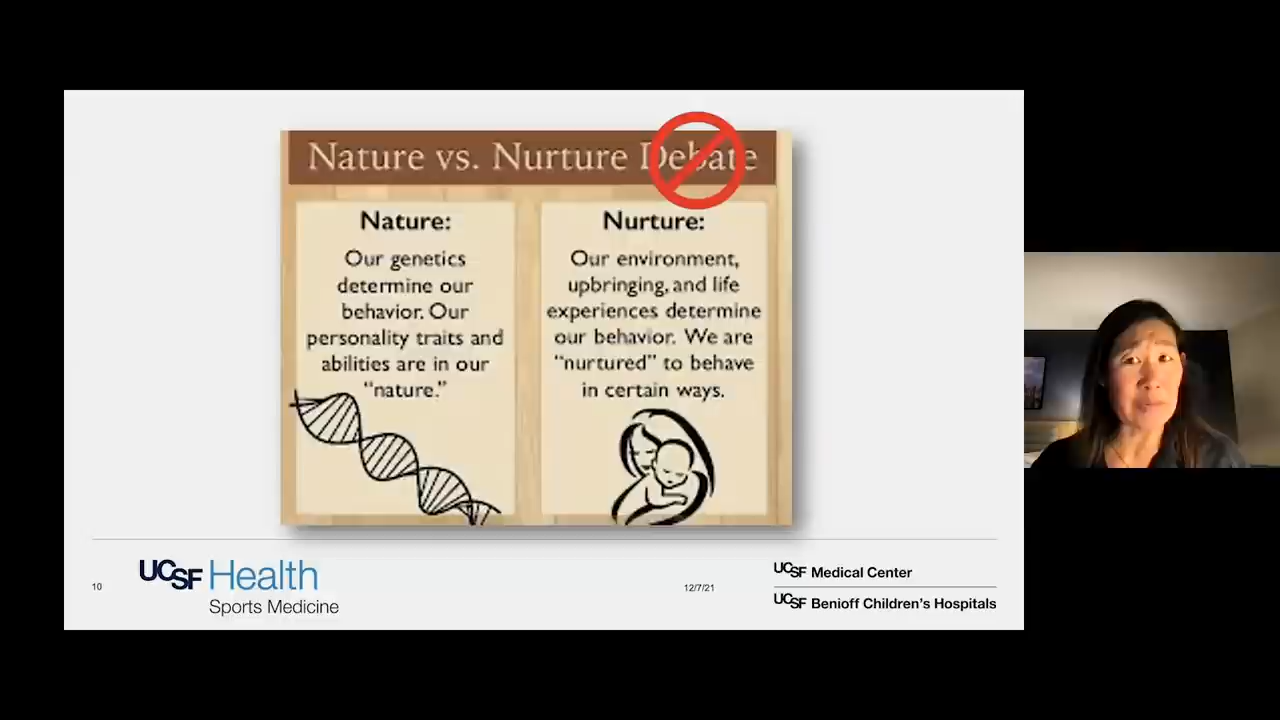 Nature vs. Nurture Debate
Nature:
Our genetics
determine our
behavior. Our
personality traits and
abilities are in our
“nature.”
Nurture:
Our environment,
upbringing, and life
experiences determine
our behavior. We are
“nurtured” to behave
in certain ways.
10
UCSF Health
Sports Medicine
12/7/21
UCSF Medical Center
UCSF Benioff Children’s Hospitals